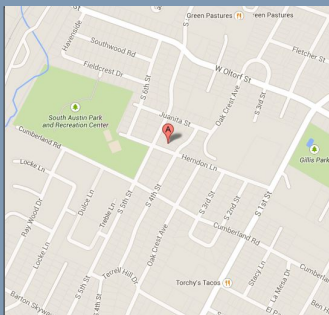 Green Pastures
Green Pastures
Havenside
Southwood Rd
Fletcher St
Fieldcrest Dr
S 6th St
W Oltorf St
Oak Crest Ave
S 3rd St
Juanita St
South Austin Park
and Recreation Center
A
Cumberland Rd
Herndon Ln
Gillis Park
Locke Ln
Ray Wood Dr
Dulce Ln
Treble Ln
S 5th St
S 4th St
S 3rd St
S 2nd St
S 1st St
Oak Crest Ave
Cumberland Rd
Locke Ln
Terrell Hill Dr
Stacy Ln
La Mesa Dr
Torchy's Tacos
Barton Skyway
S 5th St